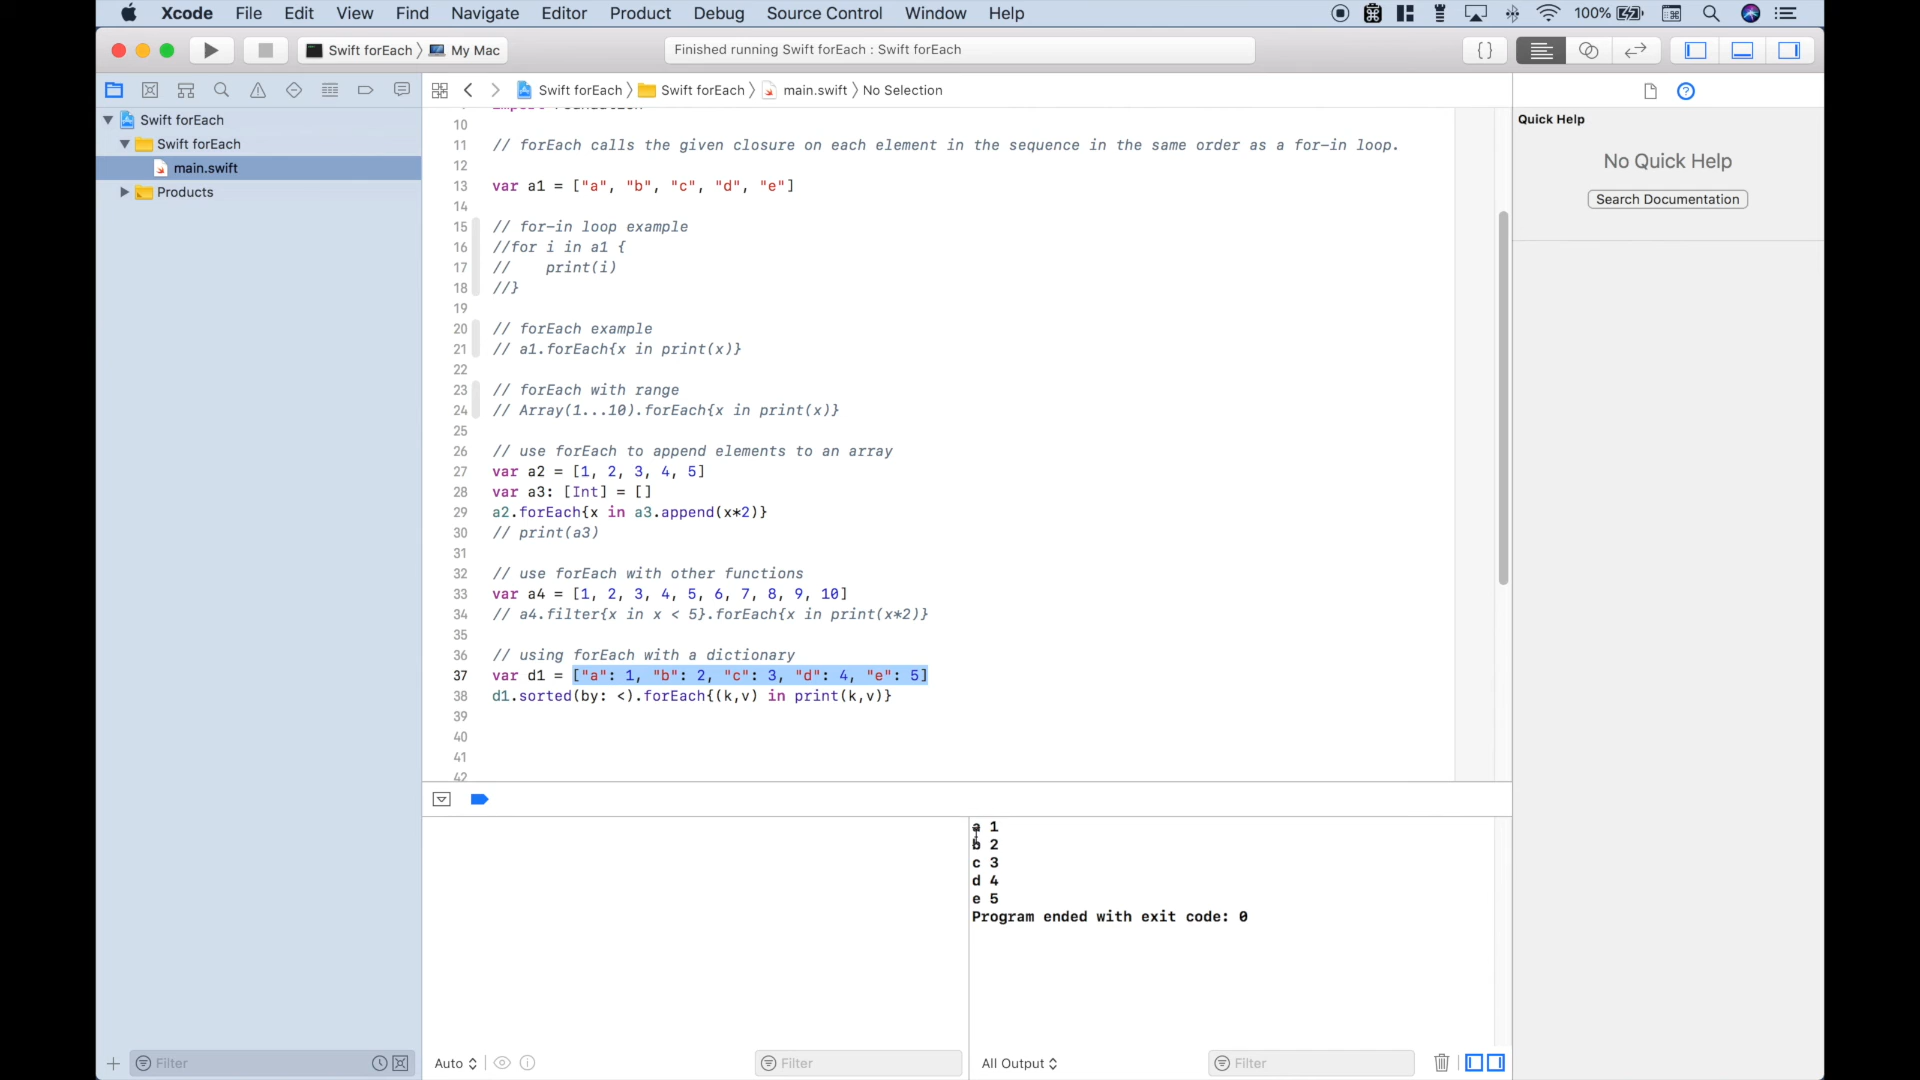 Xcode File Edit View Find Navigate Editor Product Debug Source Control Window Help 100%
Swift forEach My Mac Finished running Swift forEach : Swift forEach {}
Swift forEach Swift forEach main.swift No Selection
Swift forEach
Swift forEach
main.swift
Products
import Foundation
10
11 // forEach calls the given closure on each element in the sequence in the same order as a for-in loop.
12
13 var a1 = ["a", "b", "c", "d", "e"]
14
15 // for-in loop example
16 //for i in a1 {
17 //    print(i)
18 //}
19
20 // forEach example
21 // a1.forEach{x in print(x)}
22
23 // forEach with range
24 // Array(1...10).forEach{x in print(x)}
25
26 // use forEach to append elements to an array
27 var a2 = [1, 2, 3, 4, 5]
28 var a3: [Int] = []
29 a2.forEach{x in a3.append(x*2)}
30 // print(a3)
31
32 // use forEach with other functions
33 var a4 = [1, 2, 3, 4, 5, 6, 7, 8, 9, 10]
34 // a4.filter{x in x < 5}.forEach{x in print(x*2)}
35
36 // using forEach with a dictionary
37 var d1 = ["a": 1, "b": 2, "c": 3, "d": 4, "e": 5]
38 d1.sorted(by: <).forEach{(k,v) in print(k,v)}
39
40
41
42
Quick Help
No Quick Help
Search Documentation
a 1
b 2
c 3
d 4
e 5
Program ended with exit code: 0
Filter Auto Filter All Output Filter